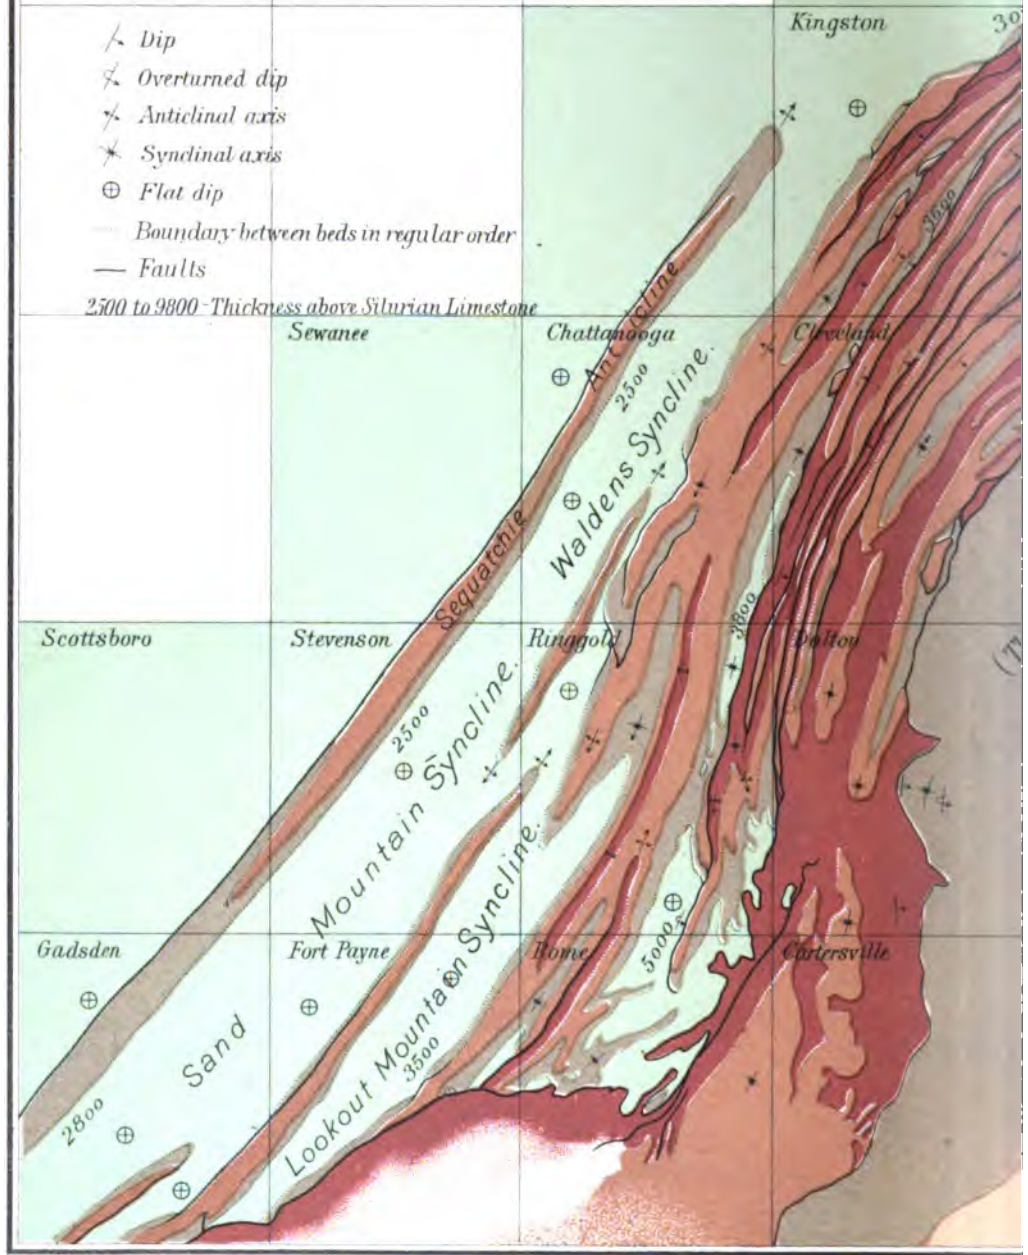 Kingston
Dip
Overturned dip
Anticlinal axis
Synclinal axis
Flat dip
Boundary between beds in regular order
Faults
2500 to 9800 - Thickness above Silurian Limestone
3600
Sewanee
Chattanooga
Cleveland
Sequatchie Anticline
2500
Waldens Syncline.
Scottsboro
Stevenson
Ringgold
Dalton
3800
2500
Sand Mountain Syncline.
Lookout Mountain Syncline.
3500
5000
Gadsden
Fort Payne
Rome
Cartersville
2800